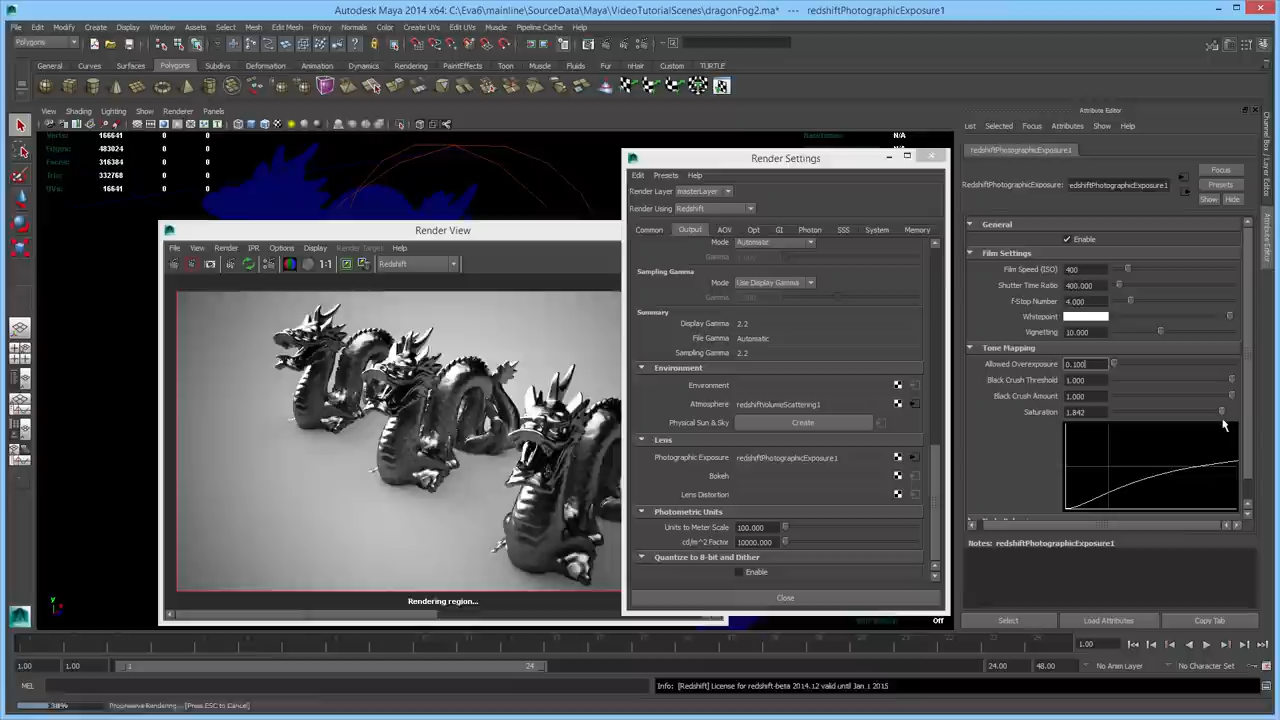 Autodesk Maya 2014 x64: C:\Eva6\mainline\SourceData\Maya\VideoTutorialScenes\dragonFog2.ma* --- redshiftPhotographicExposure1
File Edit Modify Create Display Window Assets Select Mesh Edit Mesh Proxy Normals Color Create UVs Edit UVs Muscle Pipeline Cache Help
Polygons
General Curves Surfaces Polygons Subdivs Deformation Animation Dynamics Rendering PaintEffects Toon Muscle Fluids Fur nHair Custom TURTLE
View Shading Lighting Show Renderer Panels
Attribute Editor
List Selected Focus Attributes Show Help
Verts: 166641 0 0
Edges: 483024 0 0
Faces: 316384 0 0
Tris: 332768 0 0
UVs: 16641 0 0
N/A
N/A
redshiftPhotographicExposure1
redshiftPhotographicExposure: redshiftPhotographicExposure1
Focus
Presets
Show Hide
General
Enable
Film Settings
Film Speed (ISO) 400
Shutter Time Ratio 400.000
f-Stop Number 4.000
Whitepoint
Vignetting 10.000
Tone Mapping
Allowed Overexposure 0.100
Black Crush Threshold 1.000
Black Crush Amount 1.000
Saturation 1.842
Notes: redshiftPhotographicExposure1
Select Load Attributes Copy Tab
Channel Box / Layer Editor
Attribute Editor
Render Settings
Edit Presets Help
Render Layer masterLayer
Render Using Redshift
Common Output AOV Opt GI Photon SSS System Memory
Mode Automatic
Gamma
Sampling Gamma
Mode Use Display Gamma
Gamma
Summary
Display Gamma 2.2
File Gamma Automatic
Sampling Gamma 2.2
Environment
Environment
Atmosphere redshiftVolumeScattering1
Physical Sun & Sky Create
Lens
Photographic Exposure redshiftPhotographicExposure1
Bokeh
Lens Distortion
Photometric Units
Units to Meter Scale 100.000
cd/m^2 Factor 10000.000
Quantize to 8-bit and Dither
Enable
Close
Render View
File View Render IPR Options Display Render Target Help
1:1
Redshift
Rendering region...
Off
y
x
1.00
1.00 1.00 1 24 24.00 48.00 No Anim Layer No Character Set
MEL
Info: [Redshift] License for redshift-beta 2014.12 valid until Jan 1 2015
38% Progressive Rendering... [Press ESC to Cancel]